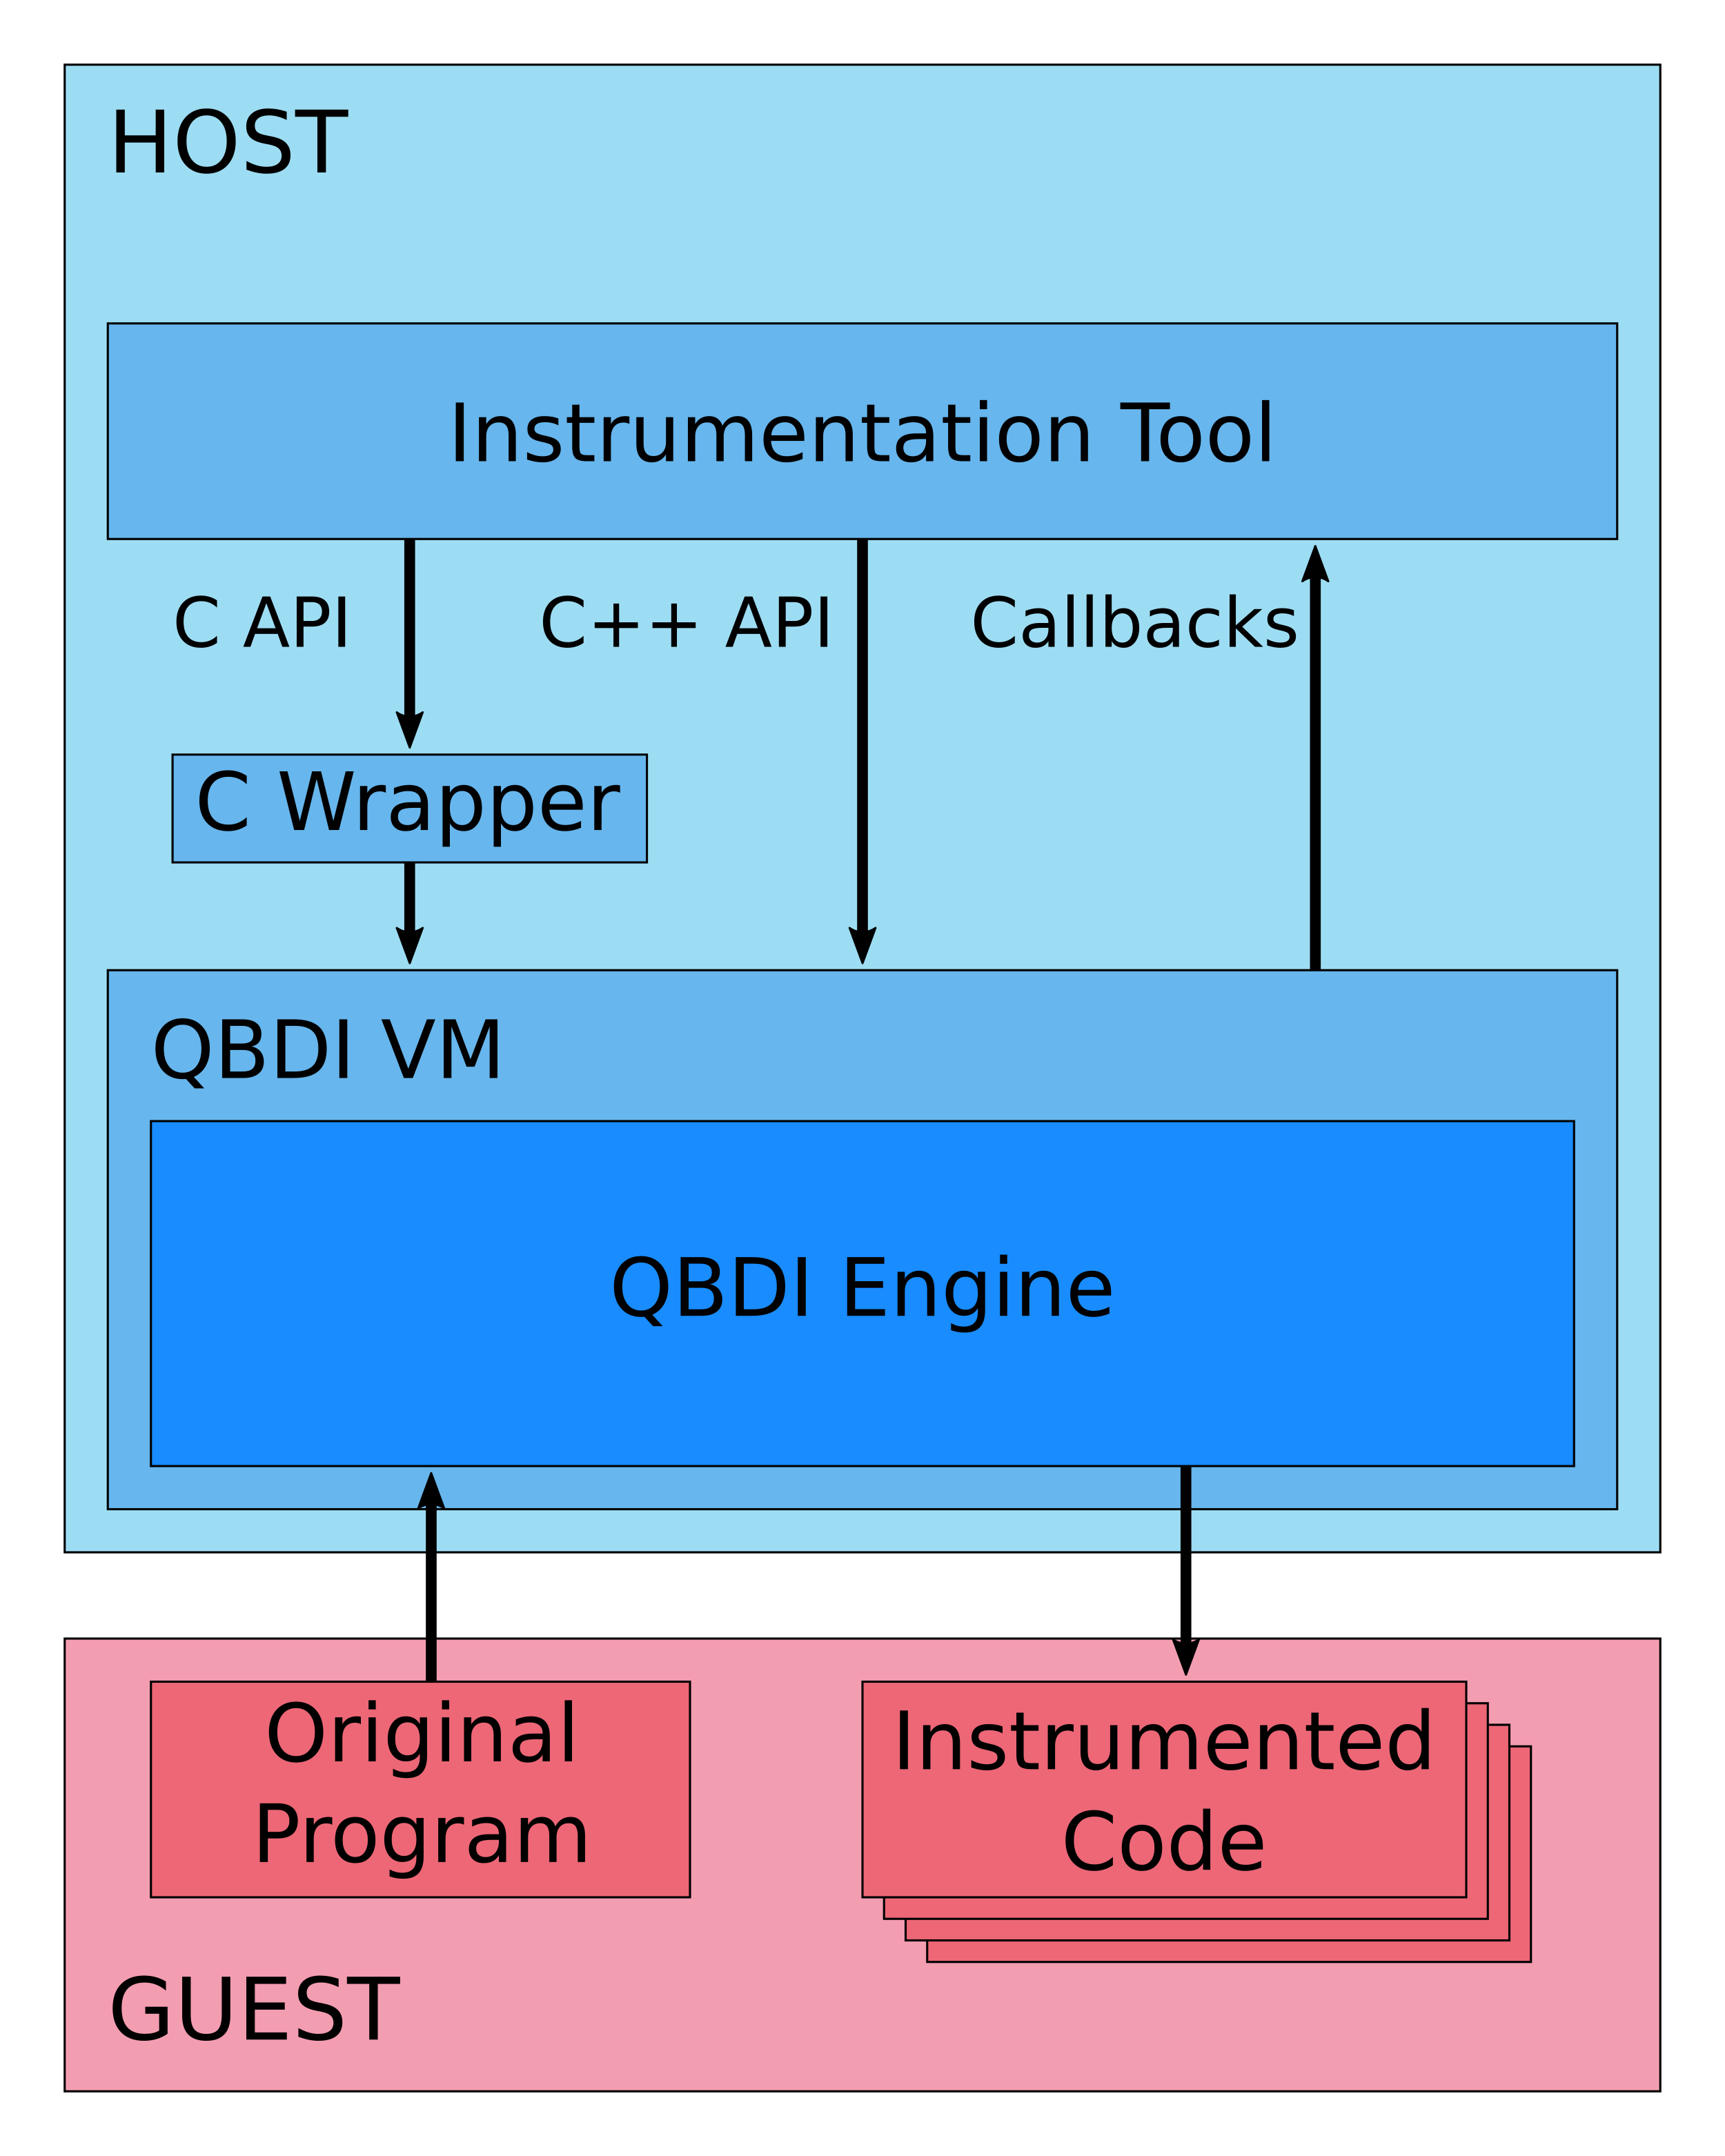 HOST
Instrumentation Tool
C API
C++ API
Callbacks
C Wrapper
QBDI VM
QBDI Engine
Original
Program
Instrumented
Code
GUEST